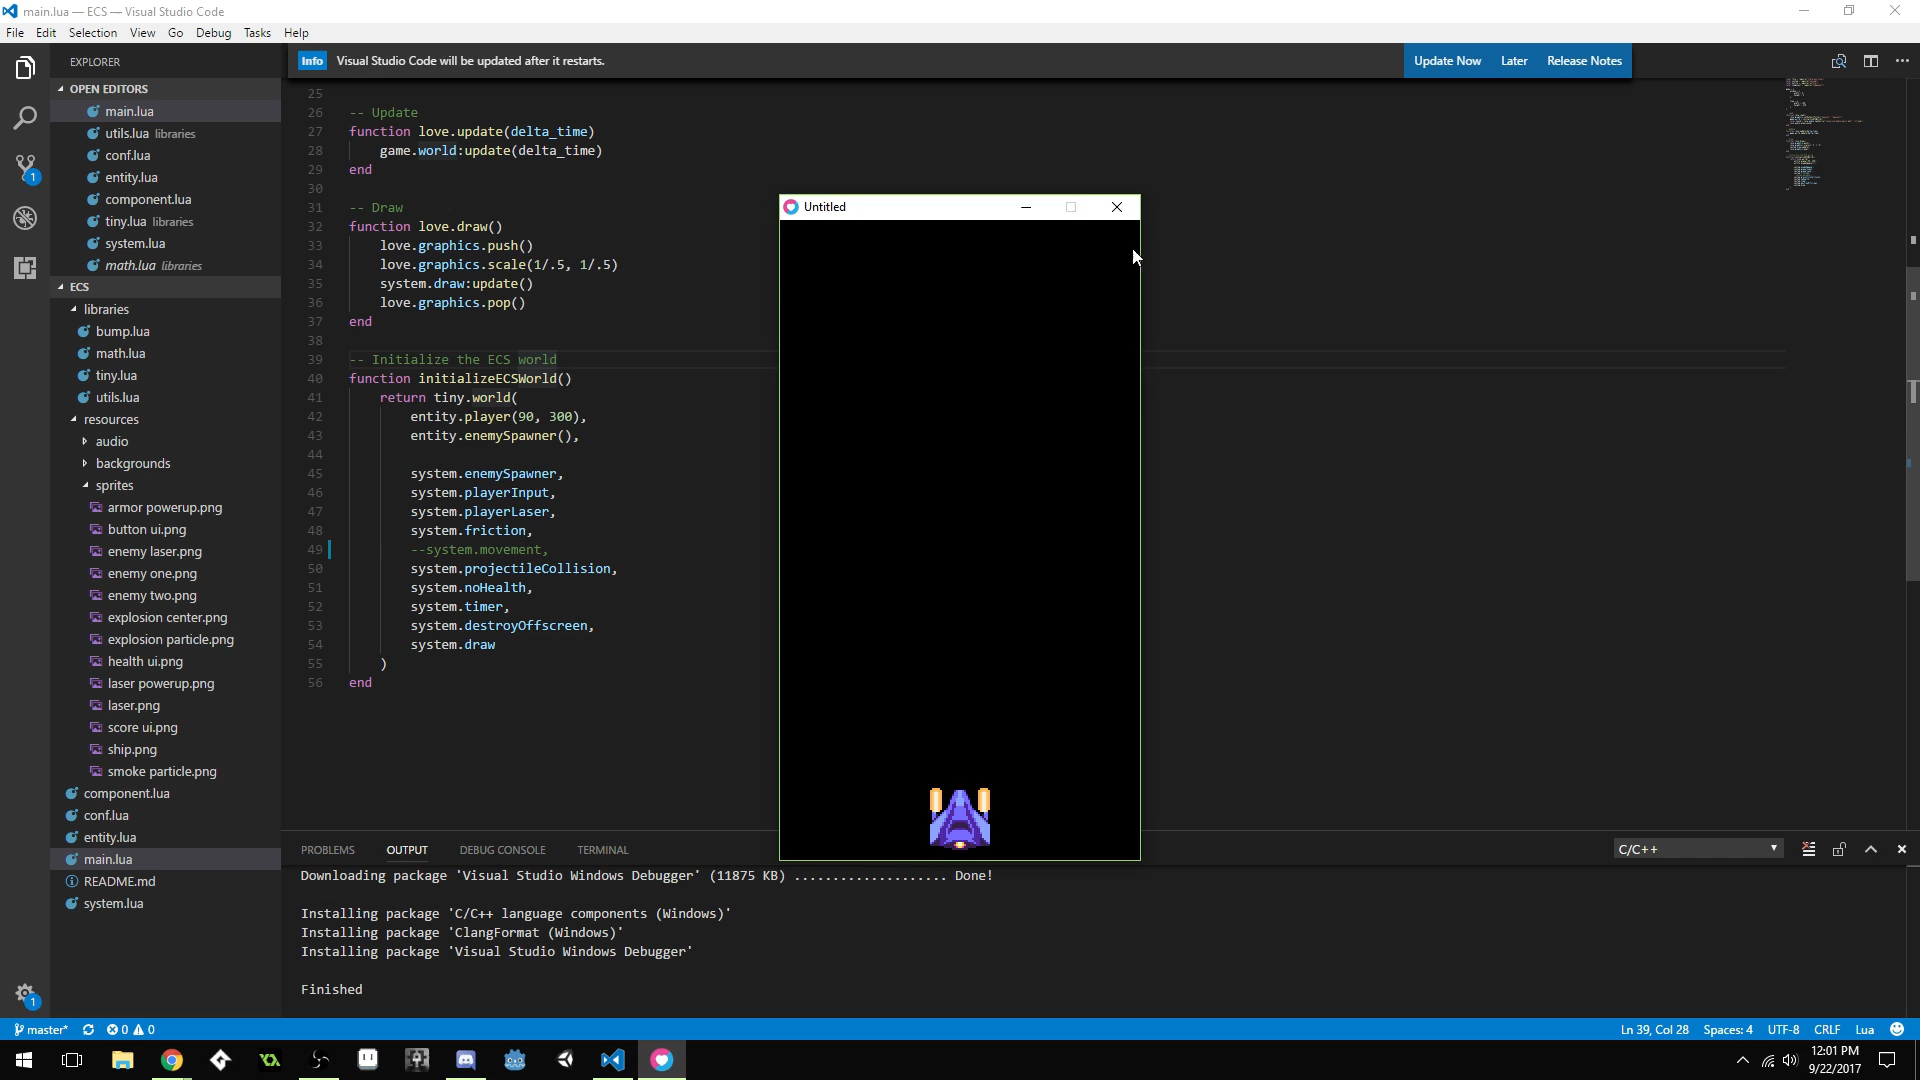 main.lua — ECS — Visual Studio Code
File Edit Selection View Go Debug Tasks Help
EXPLORER
OPEN EDITORS
main.lua
utils.lua libraries
conf.lua
entity.lua
component.lua
tiny.lua libraries
system.lua
math.lua libraries
ECS
libraries
bump.lua
math.lua
tiny.lua
utils.lua
resources
audio
backgrounds
sprites
armor powerup.png
button ui.png
enemy laser.png
enemy one.png
enemy two.png
explosion center.png
explosion particle.png
health ui.png
laser powerup.png
laser.png
score ui.png
ship.png
smoke particle.png
component.lua
conf.lua
entity.lua
main.lua
README.md
system.lua
1
1
Info Visual Studio Code will be updated after it restarts. Update Now Later Release Notes
25
26 -- Update
27 function love.update(delta_time)
28 game.world:update(delta_time)
29 end
30
31 -- Draw
32 function love.draw()
33 love.graphics.push()
34 love.graphics.scale(1/.5, 1/.5)
35 system.draw:update()
36 love.graphics.pop()
37 end
38
39 -- Initialize the ECS world
40 function initializeECSWorld()
41 return tiny.world(
42 entity.player(90, 300),
43 entity.enemySpawner(),
44
45 system.enemySpawner,
46 system.playerInput,
47 system.playerLaser,
48 system.friction,
49 --system.movement,
50 system.projectileCollision,
51 system.noHealth,
52 system.timer,
53 system.destroyOffscreen,
54 system.draw
55 )
56 end
Untitled
PROBLEMS OUTPUT DEBUG CONSOLE TERMINAL C/C++
Downloading package 'Visual Studio Windows Debugger' (11875 KB) .................... Done!
Installing package 'C/C++ language components (Windows)'
Installing package 'ClangFormat (Windows)'
Installing package 'Visual Studio Windows Debugger'
Finished
master* 0 0 Ln 39, Col 28 Spaces: 4 UTF-8 CRLF Lua
12:01 PM
9/22/2017